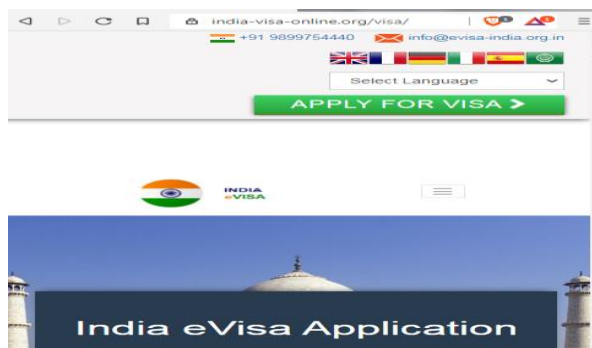 india-visa-online.org/visa/
+91 9899754440 info@evisa-india.org.in
Select Language
APPLY FOR VISA >
INDIA
eVISA
India eVisa Application